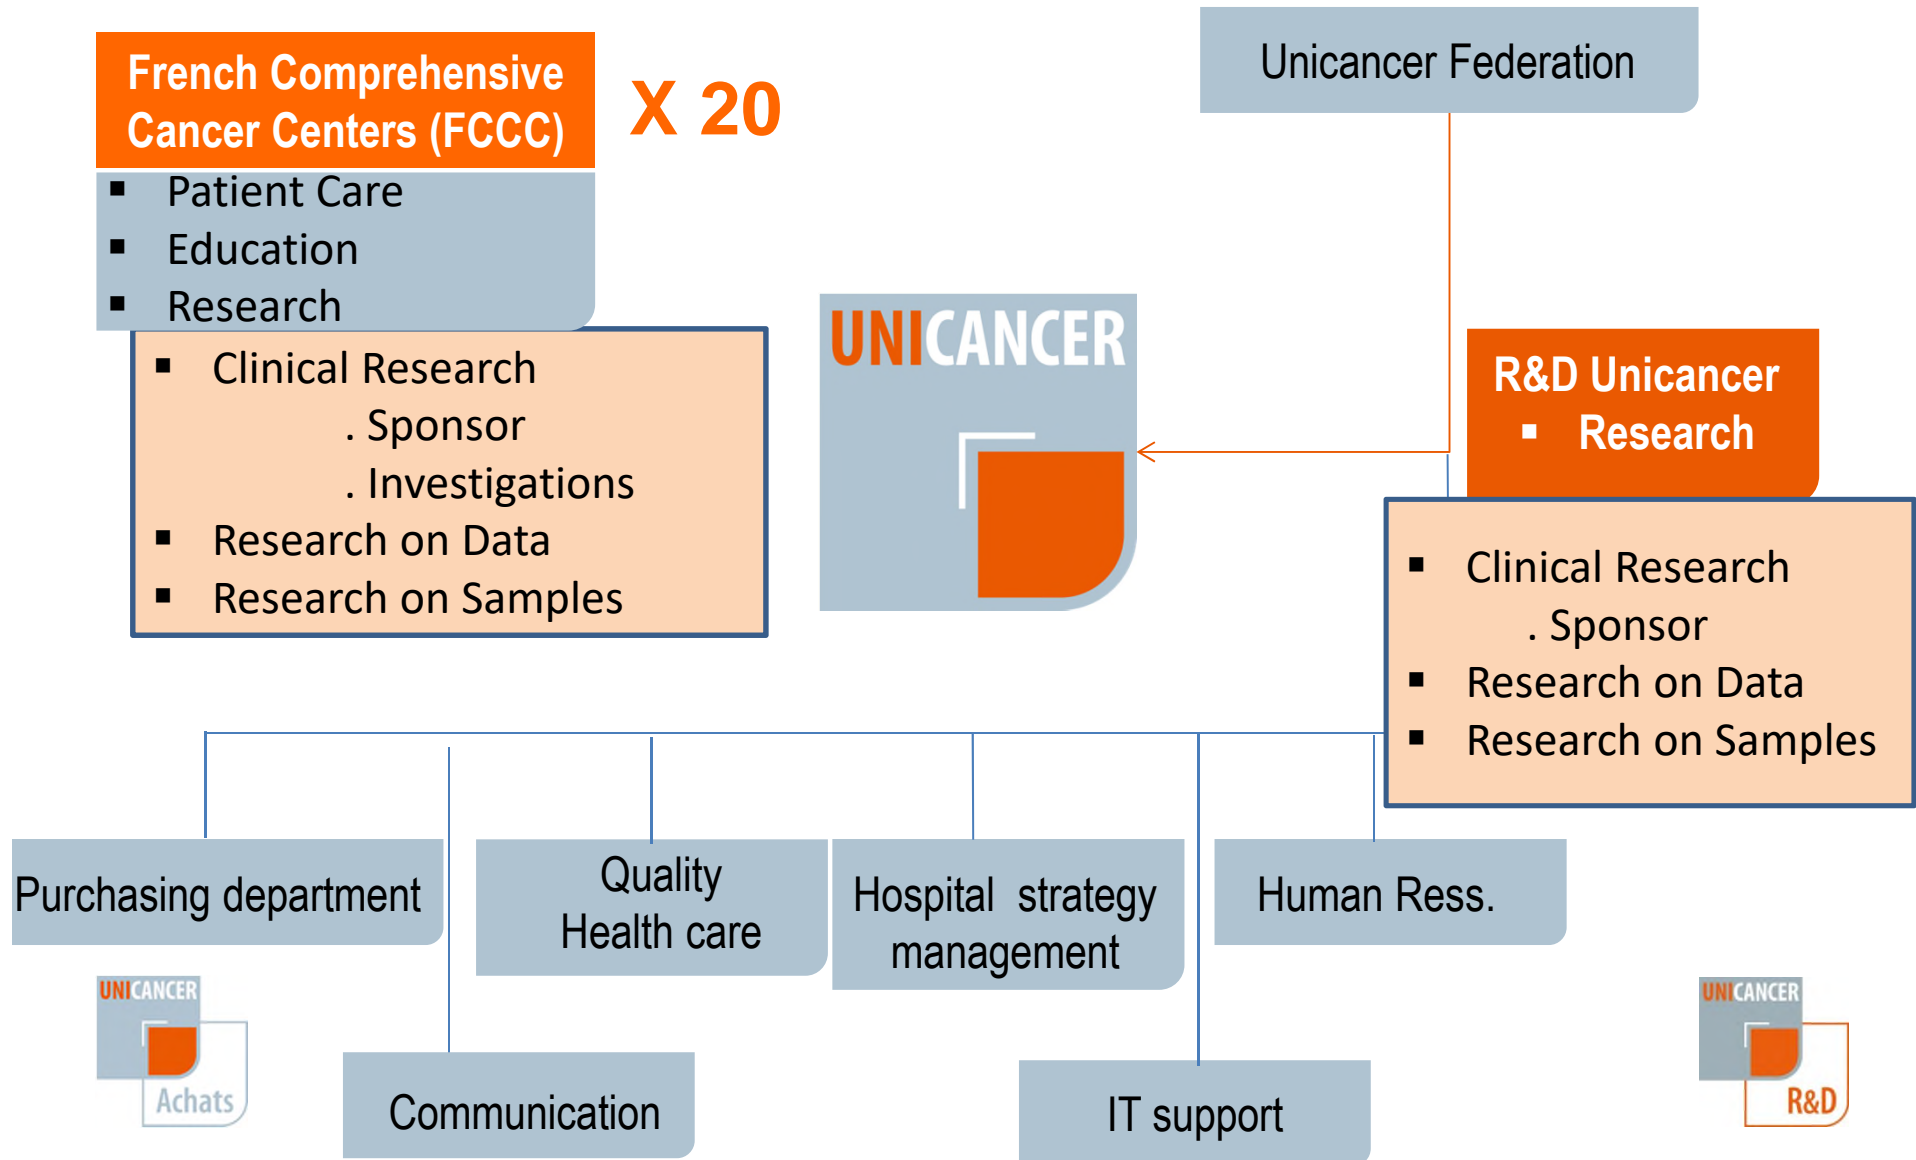 French Comprehensive
Cancer Centers (FCCC)
X 20
▪ Patient Care
▪ Education
▪ Research
▪ Clinical Research
. Sponsor
. Investigations
▪ Research on Data
▪ Research on Samples
UNICANCER
Unicancer Federation
R&D Unicancer
▪ Research
▪ Clinical Research
. Sponsor
▪ Research on Data
▪ Research on Samples
Purchasing department
Quality
Health care
Hospital strategy
management
Human Ress.
Communication
IT support
UNICANCER
Achats
UNICANCER
R&D